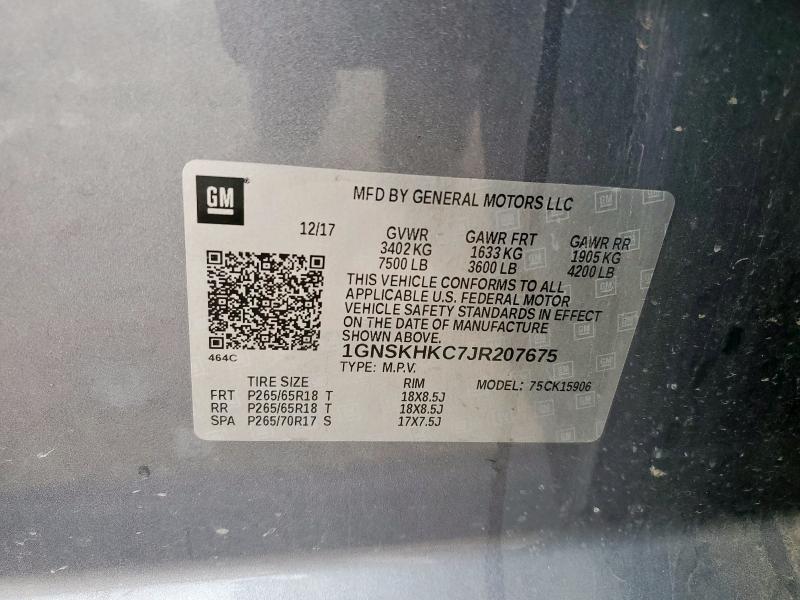 GM
MFD BY GENERAL MOTORS LLC
12/17
GVWR GAWR FRT GAWR RR
3402 KG 1633 KG 1905 KG
7500 LB 3600 LB 4200 LB
THIS VEHICLE CONFORMS TO ALL
APPLICABLE U.S. FEDERAL MOTOR
VEHICLE SAFETY STANDARDS IN EFFECT
ON THE DATE OF MANUFACTURE
SHOWN ABOVE.
464C
1GNSKHKC7JR207675
TYPE: M.P.V.
TIRE SIZE RIM MODEL: 75CK15906
FRT P265/65R18 T 18X8.5J
RR P265/65R18 T 18X8.5J
SPA P265/70R17 S 17X7.5J